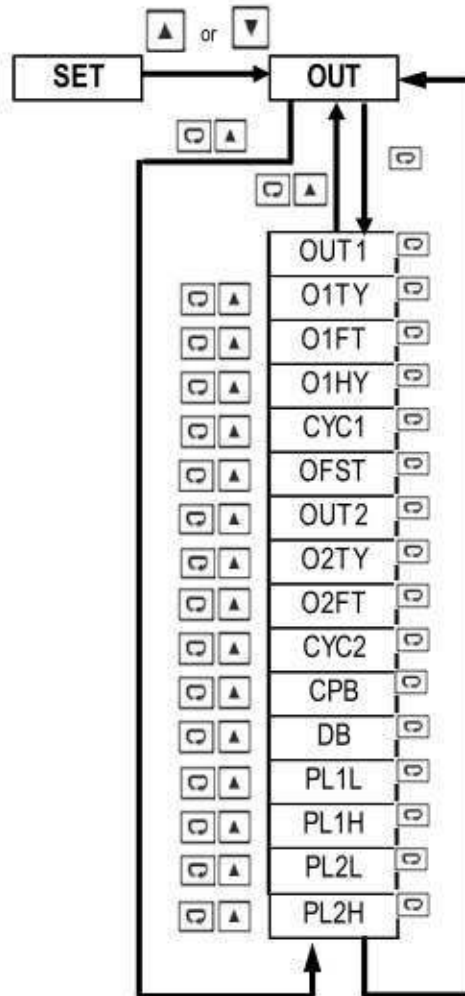 or
SET
OUT
OUT1
O1TY
O1FT
O1HY
CYC1
OFST
OUT2
O2TY
O2FT
CYC2
CPB
DB
PL1L
PL1H
PL2L
PL2H